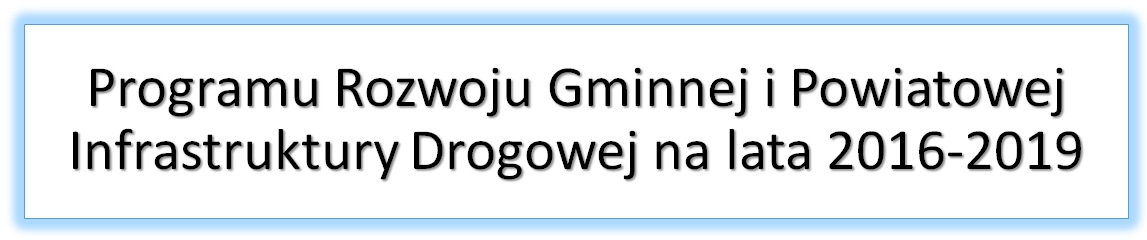 Programu Rozwoju Gminnej i Powiatowej
Infrastruktury Drogowej na lata 2016-2019